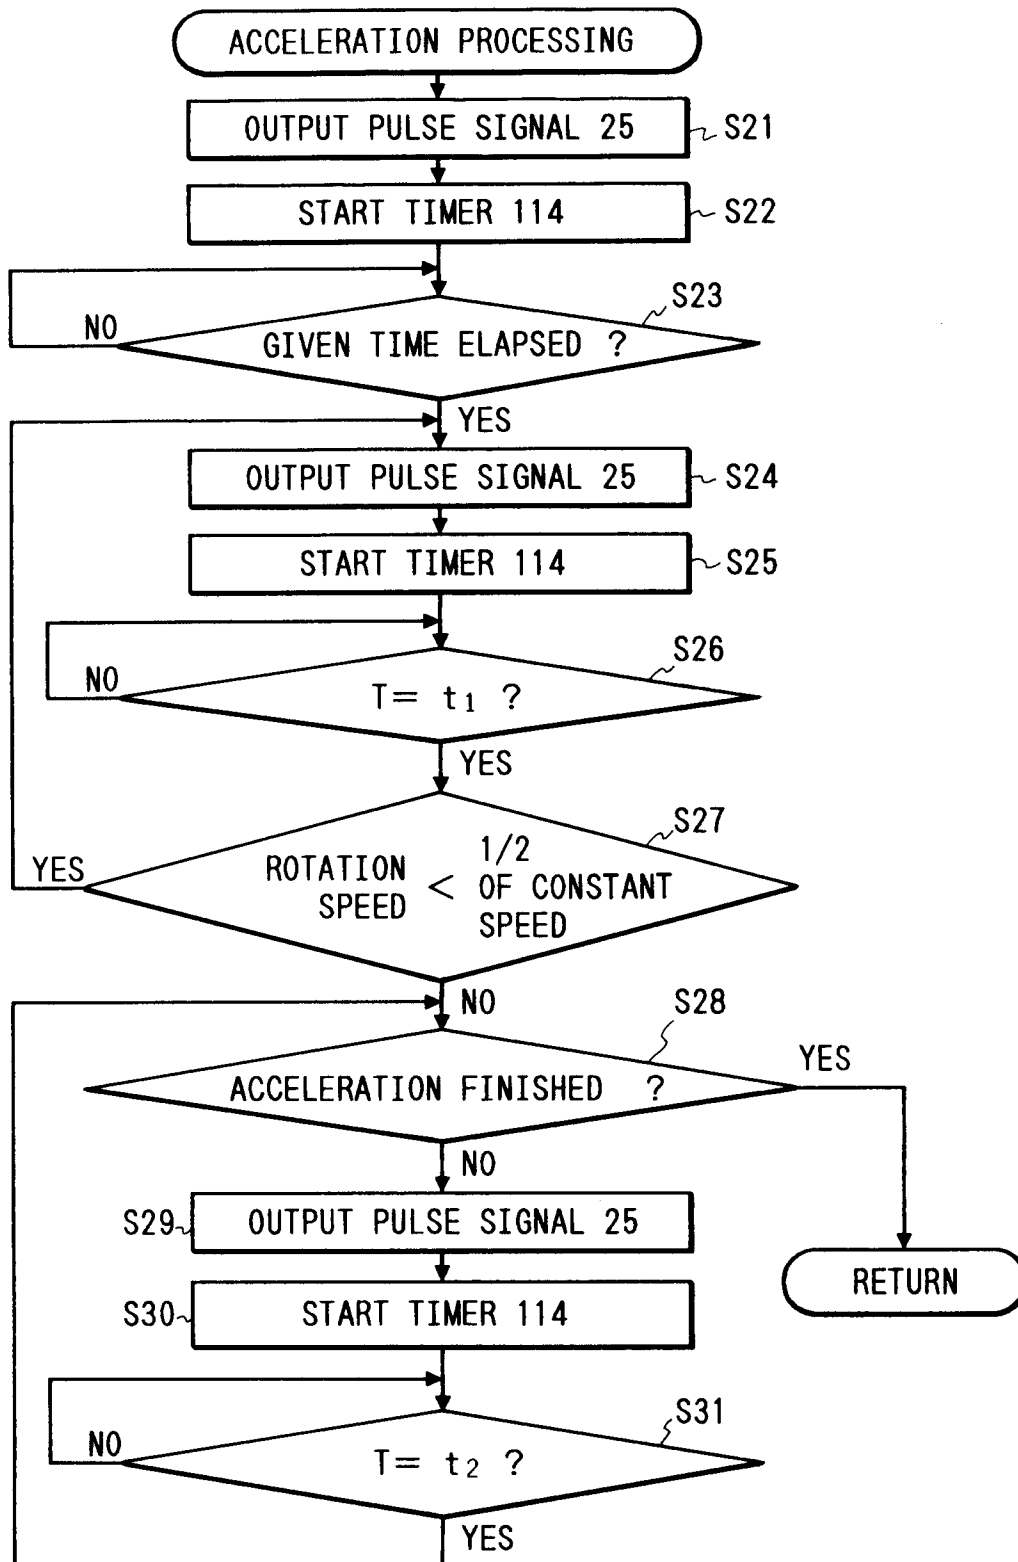 ACCELERATION PROCESSING
OUTPUT PULSE SIGNAL 25
S21
START TIMER 114
S22
S23
NO
GIVEN TIME ELAPSED ?
YES
OUTPUT PULSE SIGNAL 25
S24
START TIMER 114
S25
S26
NO
T= t1 ?
YES
S27
YES
ROTATION
SPEED
<
1/2
OF CONSTANT
SPEED
NO
S28
YES
ACCELERATION FINISHED ?
NO
S29
OUTPUT PULSE SIGNAL 25
S30
START TIMER 114
RETURN
S31
NO
T= t2 ?
YES